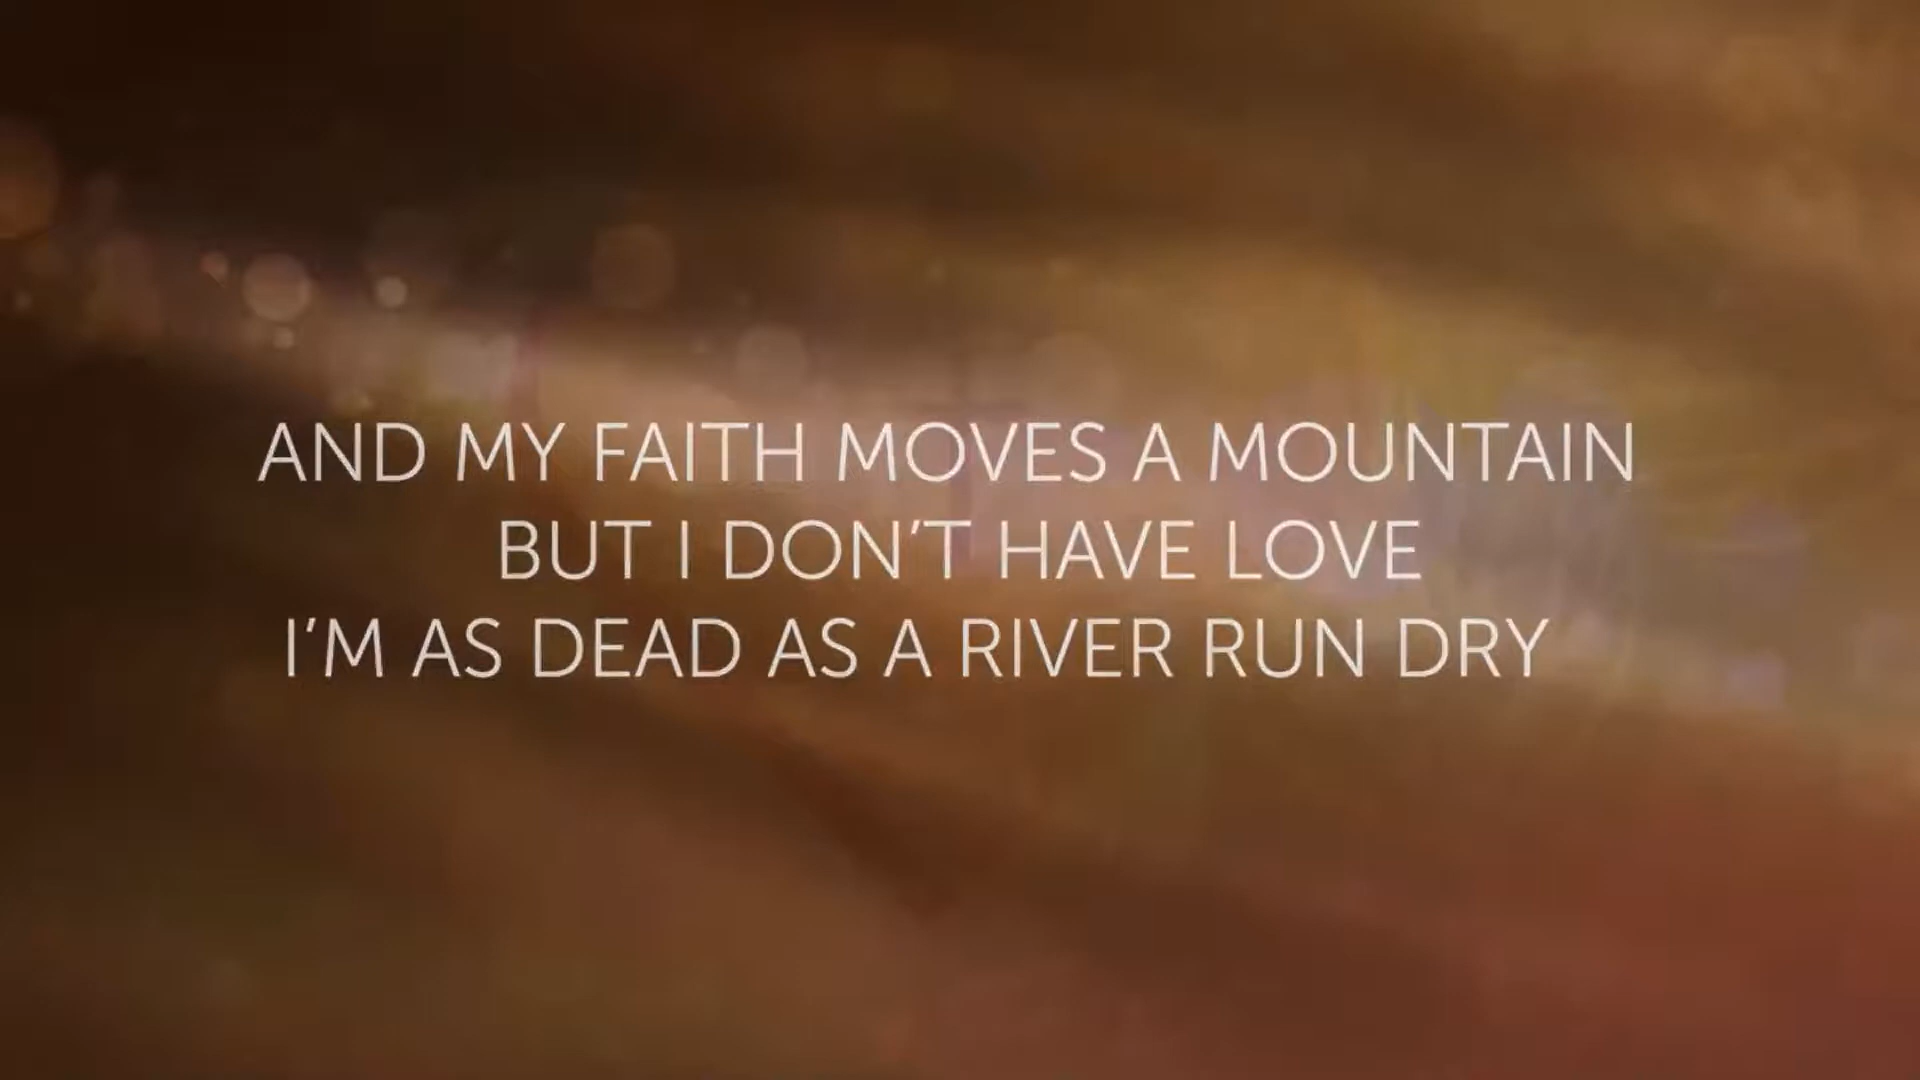 AND MY FAITH MOVES A MOUNTAIN
BUT I DON'T HAVE LOVE
I'M AS DEAD AS A RIVER RUN DRY